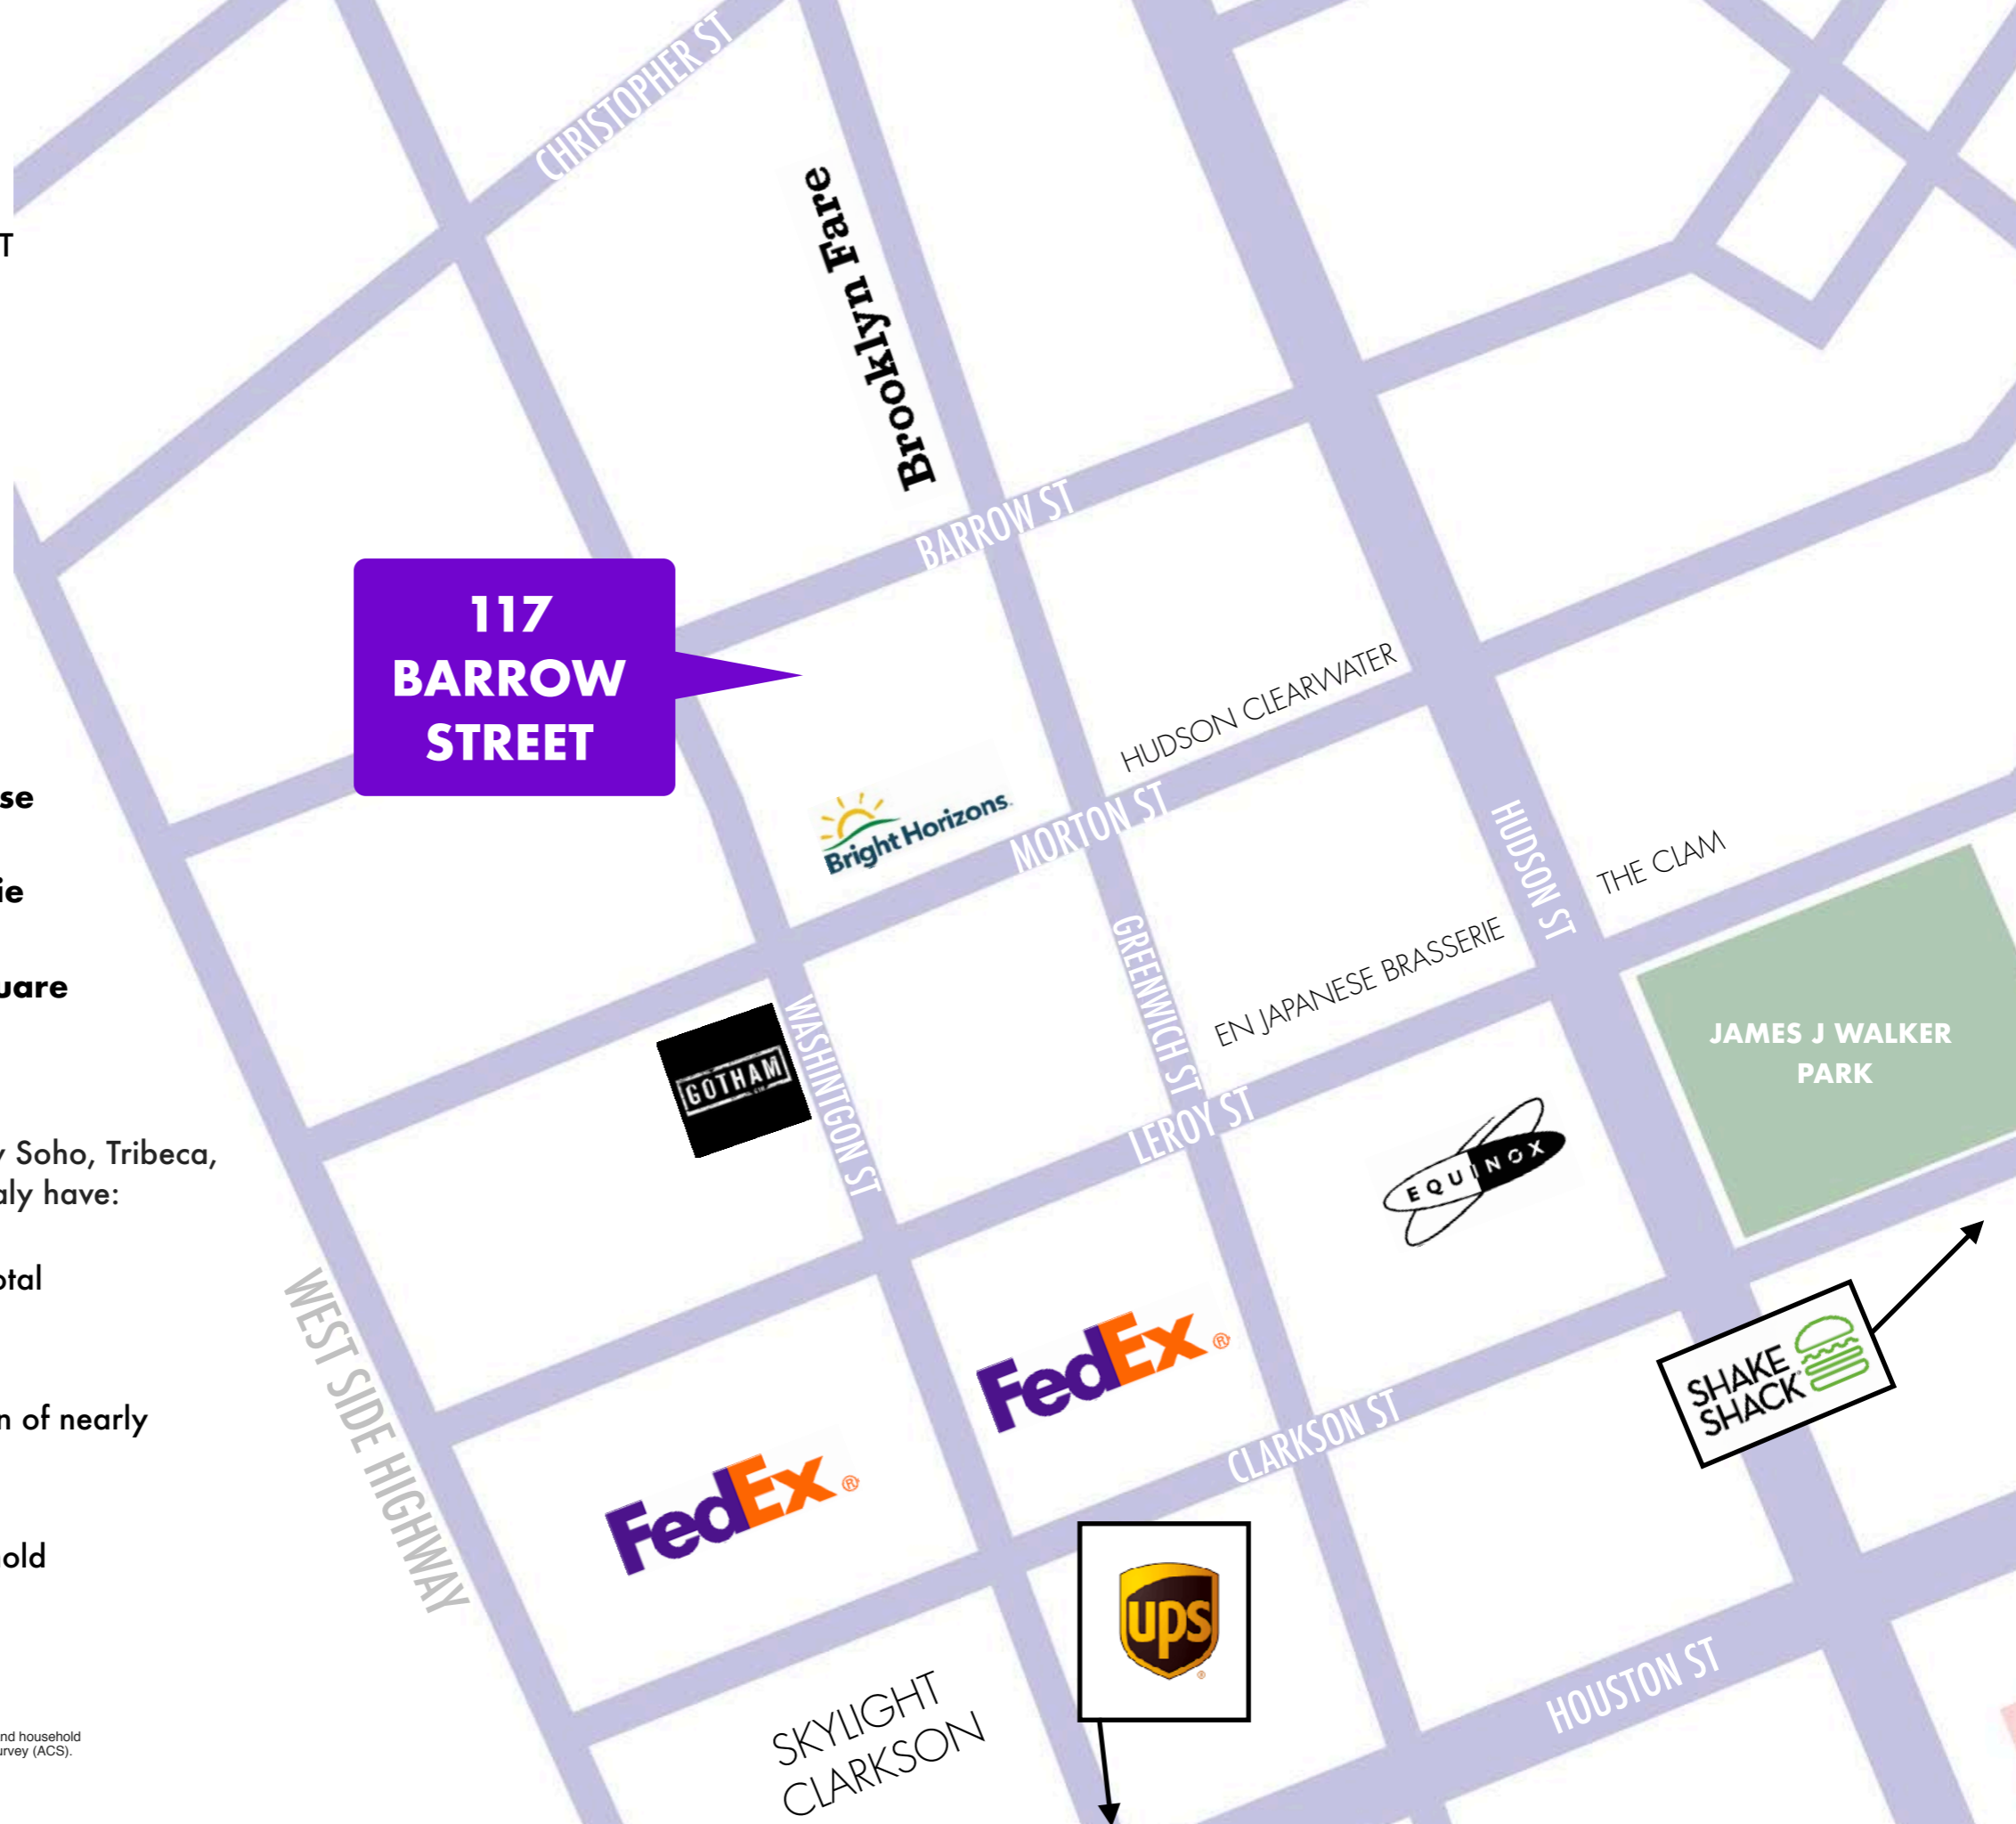 CHRISTOPHER ST
Brooklyn Fare
T
BARROW ST
117
BARROW
STREET
HUDSON CLEARWATER
Bright Horizons
MORTON ST
HUDSON ST
THE CLAM
GREENWICH ST
EN JAPANESE BRASSERIE
JAMES J WALKER
PARK
GOTHAM
WASHINTGON ST
LEROY ST
EQUINOX
se
ie
uare
y Soho, Tribeca,
aly have:
otal
n of nearly
old
nd household
urvey (ACS).
WEST SIDE HIGHWAY
FedEx®
FedEx®
CLARKSON ST
SHAKE
SHACK
ups
HOUSTON ST
SKYLIGHT
CLARKSON